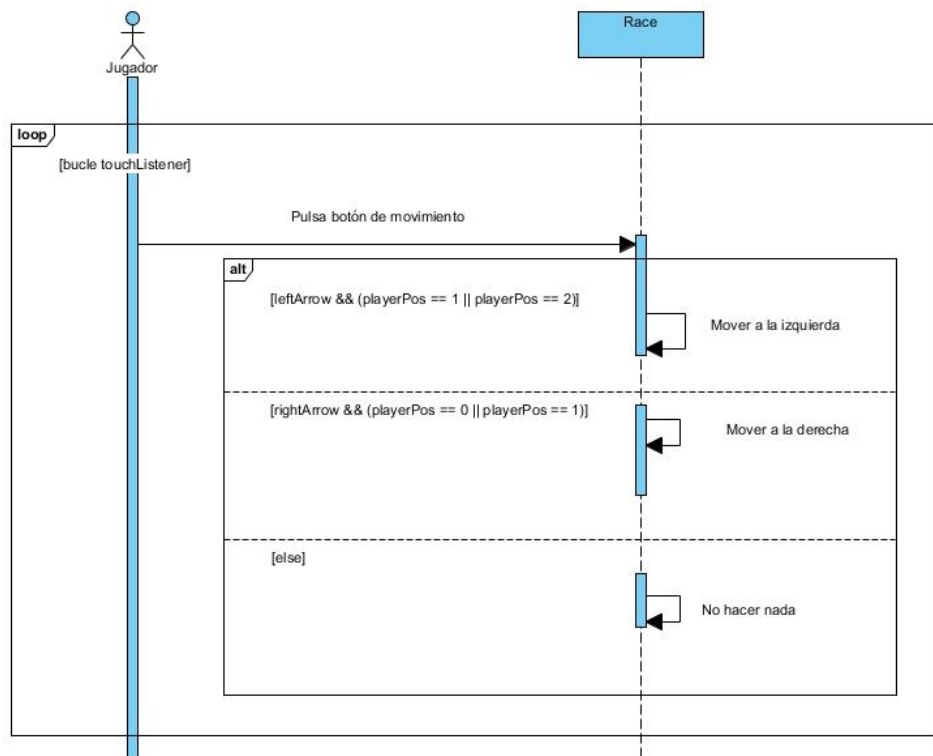 Jugador
Race
loop
[bucle touchListener]
Pulsa botón de movimiento
alt
[leftArrow && (playerPos == 1 || playerPos == 2)]
Mover a la izquierda
[rightArrow && (playerPos == 0 || playerPos == 1)]
Mover a la derecha
[else]
No hacer nada